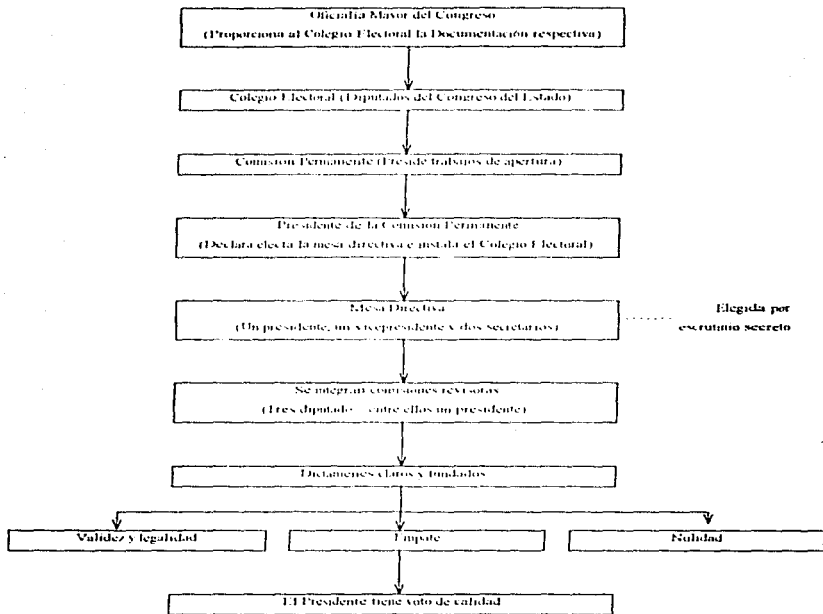 Oficialía Mayor del Congreso
(Proporciona al Colegio Electoral la Documentación respectiva)
Colegio Electoral (Diputados del Congreso del Estado)
Comisión Permanente (Preside trabajos de apertura)
Presidente de la Comisión Permanente
(Declara electa la mesa directiva e instala el Colegio Electoral)
Mesa Directiva
(Un presidente, un vicepresidente y dos secretarios)
Elegida por
escrutinio secreto
Se integran comisiones revisoras
(Tres diputado entre ellos un presidente)
Dictámenes claros y fundados
Validez y legalidad
Empate
Nulidad
El Presidente tiene voto de calidad